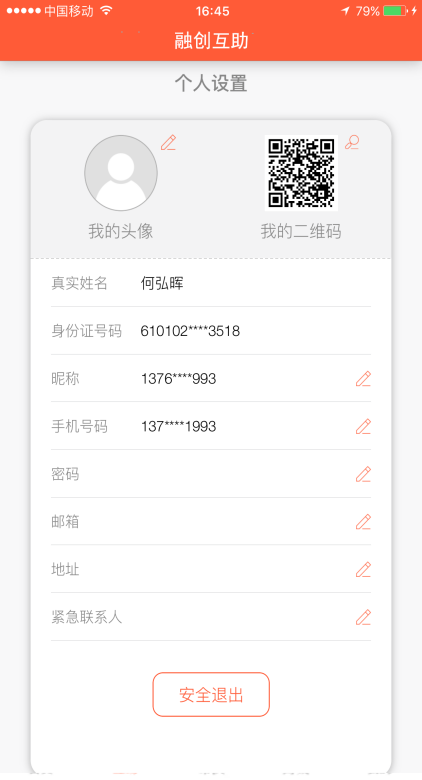 中国移动 16:45 79%
融创互助
个人设置
我的头像 我的二维码
真实姓名 何弘晖
身份证号码 610102****3518
昵称 1376****993
手机号码 137****1993
密码
邮箱
地址
紧急联系人
安全退出